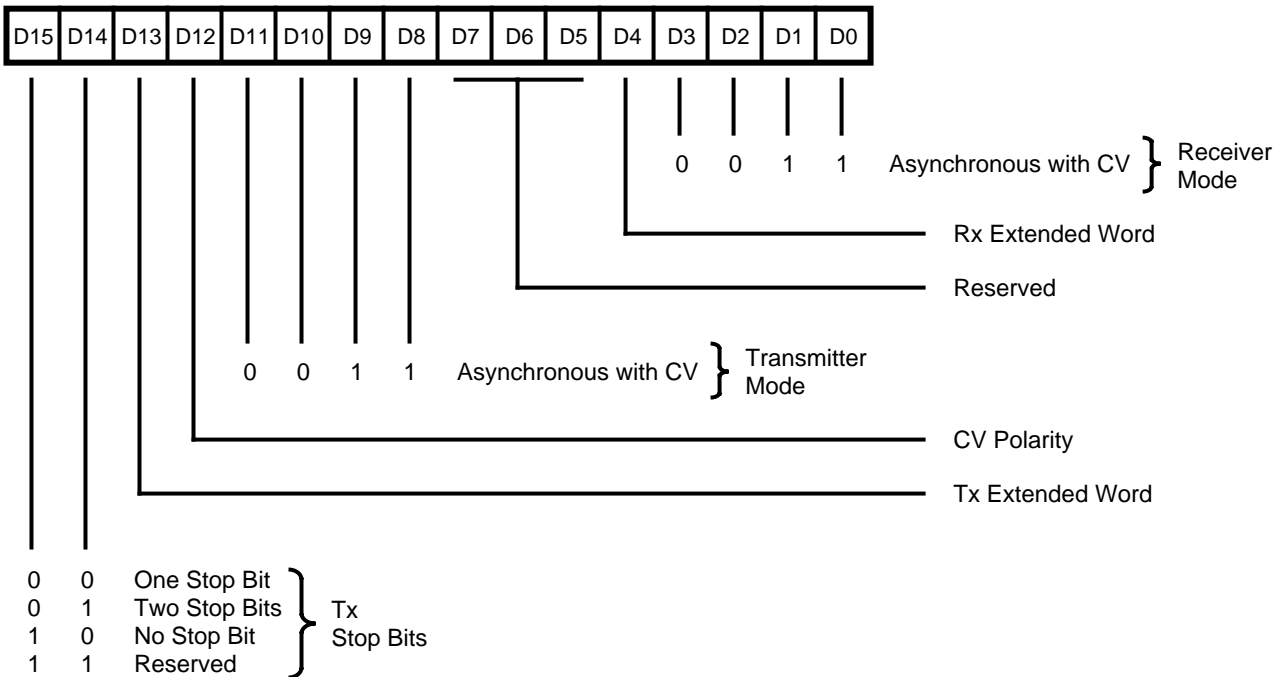 D15 D14 D13 D12 D11 D10 D9 D8 D7 D6 D5 D4 D3 D2 D1 D0
0 0 1 1 Asynchronous with CV } Receiver
Mode
Rx Extended Word
Reserved
0 0 1 1 Asynchronous with CV } Transmitter
Mode
CV Polarity
Tx Extended Word
0 0 One Stop Bit
0 1 Two Stop Bits
1 0 No Stop Bit
1 1 Reserved
} Tx
Stop Bits